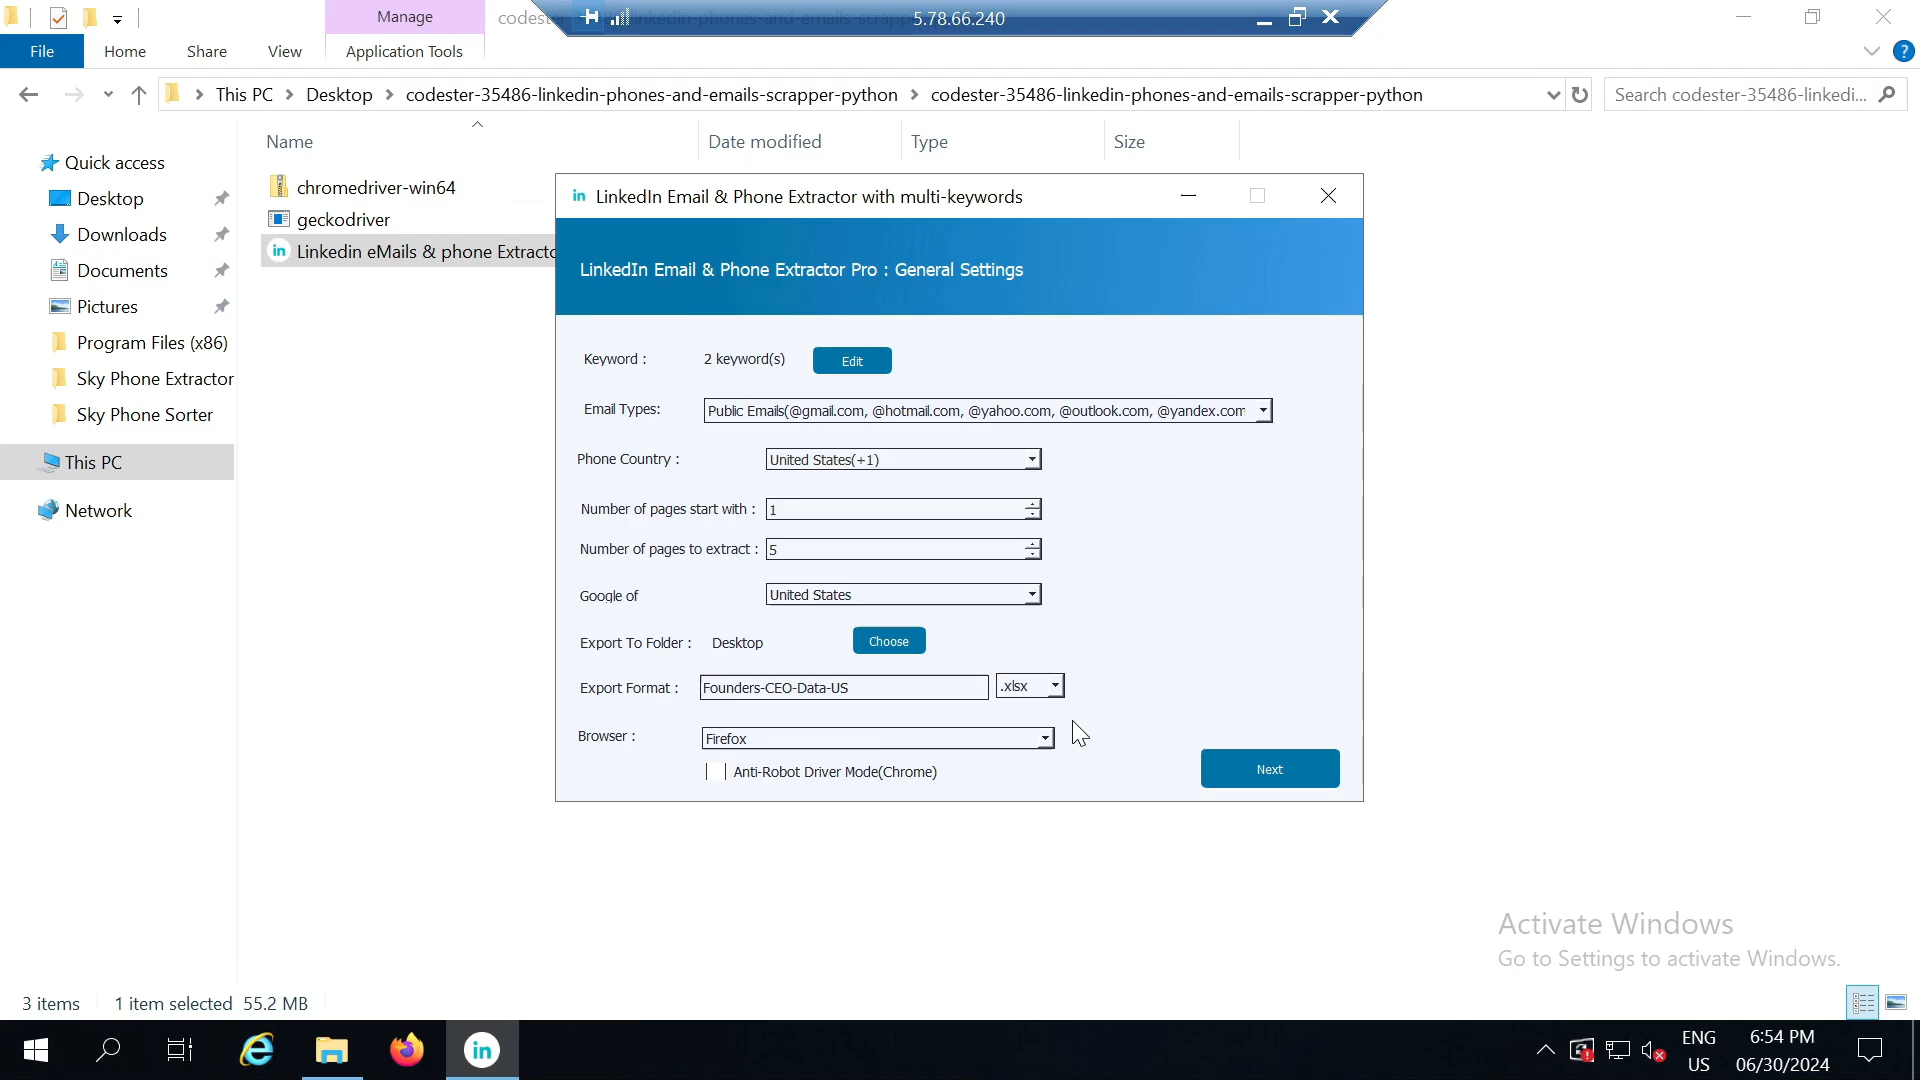 Manage
5.78.66.240
File
Home
Share
View
Application Tools
This PC
Desktop
codester-35486-linkedin-phones-and-emails-scrapper-python
codester-35486-linkedin-phones-and-emails-scrapper-python
Search codester-35486-linkedi...
Name
Date modified
Type
Size
Quick access
Desktop
Downloads
Documents
Pictures
Program Files (x86)
Sky Phone Extractor
Sky Phone Sorter
This PC
Network
chromedriver-win64
geckodriver
Linkedin eMails & phone Extracto
in LinkedIn Email & Phone Extractor with multi-keywords
LinkedIn Email & Phone Extractor Pro : General Settings
Keyword : 2 keyword(s) Edit
Email Types: Public Emails(@gmail.com, @hotmail.com, @yahoo.com, @outlook.com, @yandex.com
Phone Country : United States(+1)
Number of pages start with : 1
Number of pages to extract : 5
Google of United States
Export To Folder : Desktop Choose
Export Format : Founders-CEO-Data-US .xlsx
Browser : Firefox
Anti-Robot Driver Mode(Chrome)
Next
Activate Windows
Go to Settings to activate Windows.
3 items 1 item selected 55.2 MB
in
ENG
US
6:54 PM
06/30/2024